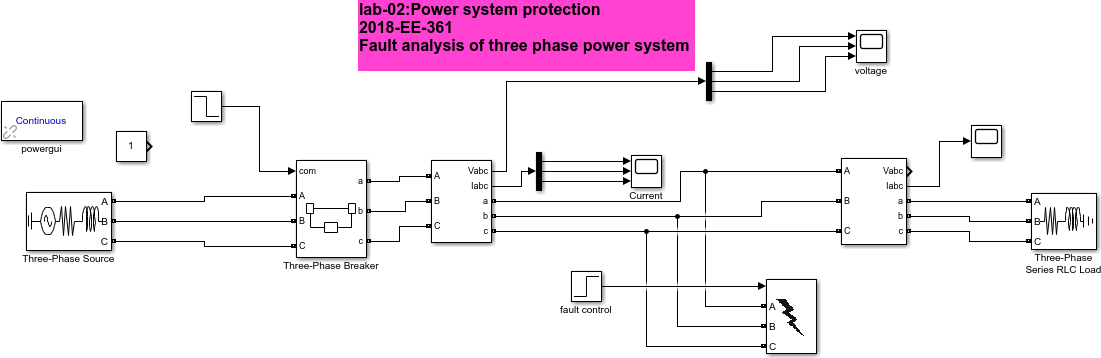 lab-02:Power system protection
2018-EE-361
Fault analysis of three phase power system
voltage
Continuous
powergui
1
com
A
B
C
a
b
c
Three-Phase Breaker
A
B
C
Three-Phase Source
A
B
C
Vabc
Iabc
a
b
c
Current
A
B
C
Vabc
Iabc
a
b
c
A
B
C
Three-Phase
Series RLC Load
fault control
A
B
C